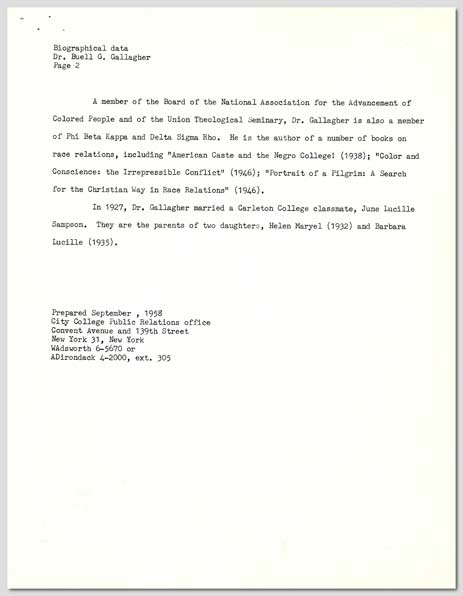 Biographical data
Dr. Buell G. Gallagher
Page 2
A member of the Board of the National Association for the Advancement of
Colored People and of the Union Theological Seminary, Dr. Gallagher is also a member
of Phi Beta Kappa and Delta Sigma Rho. He is the author of a number of books on
race relations, including "American Caste and the Negro College! (1938); "Color and
Conscience: the Irrepressible Conflict" (1946); "Portrait of a Pilgrim: A Search
for the Christian Way in Race Relations" (1946).
In 1927, Dr. Gallagher married a Carleton College classmate, June Lucille
Sampson. They are the parents of two daughters, Helen Maryel (1932) and Barbara
Lucille (1935).
Prepared September , 1958
City College Public Relations office
Convent Avenue and 139th Street
New York 31, New York
WAdsworth 6-5670 or
ADirondack 4-2000, ext. 305